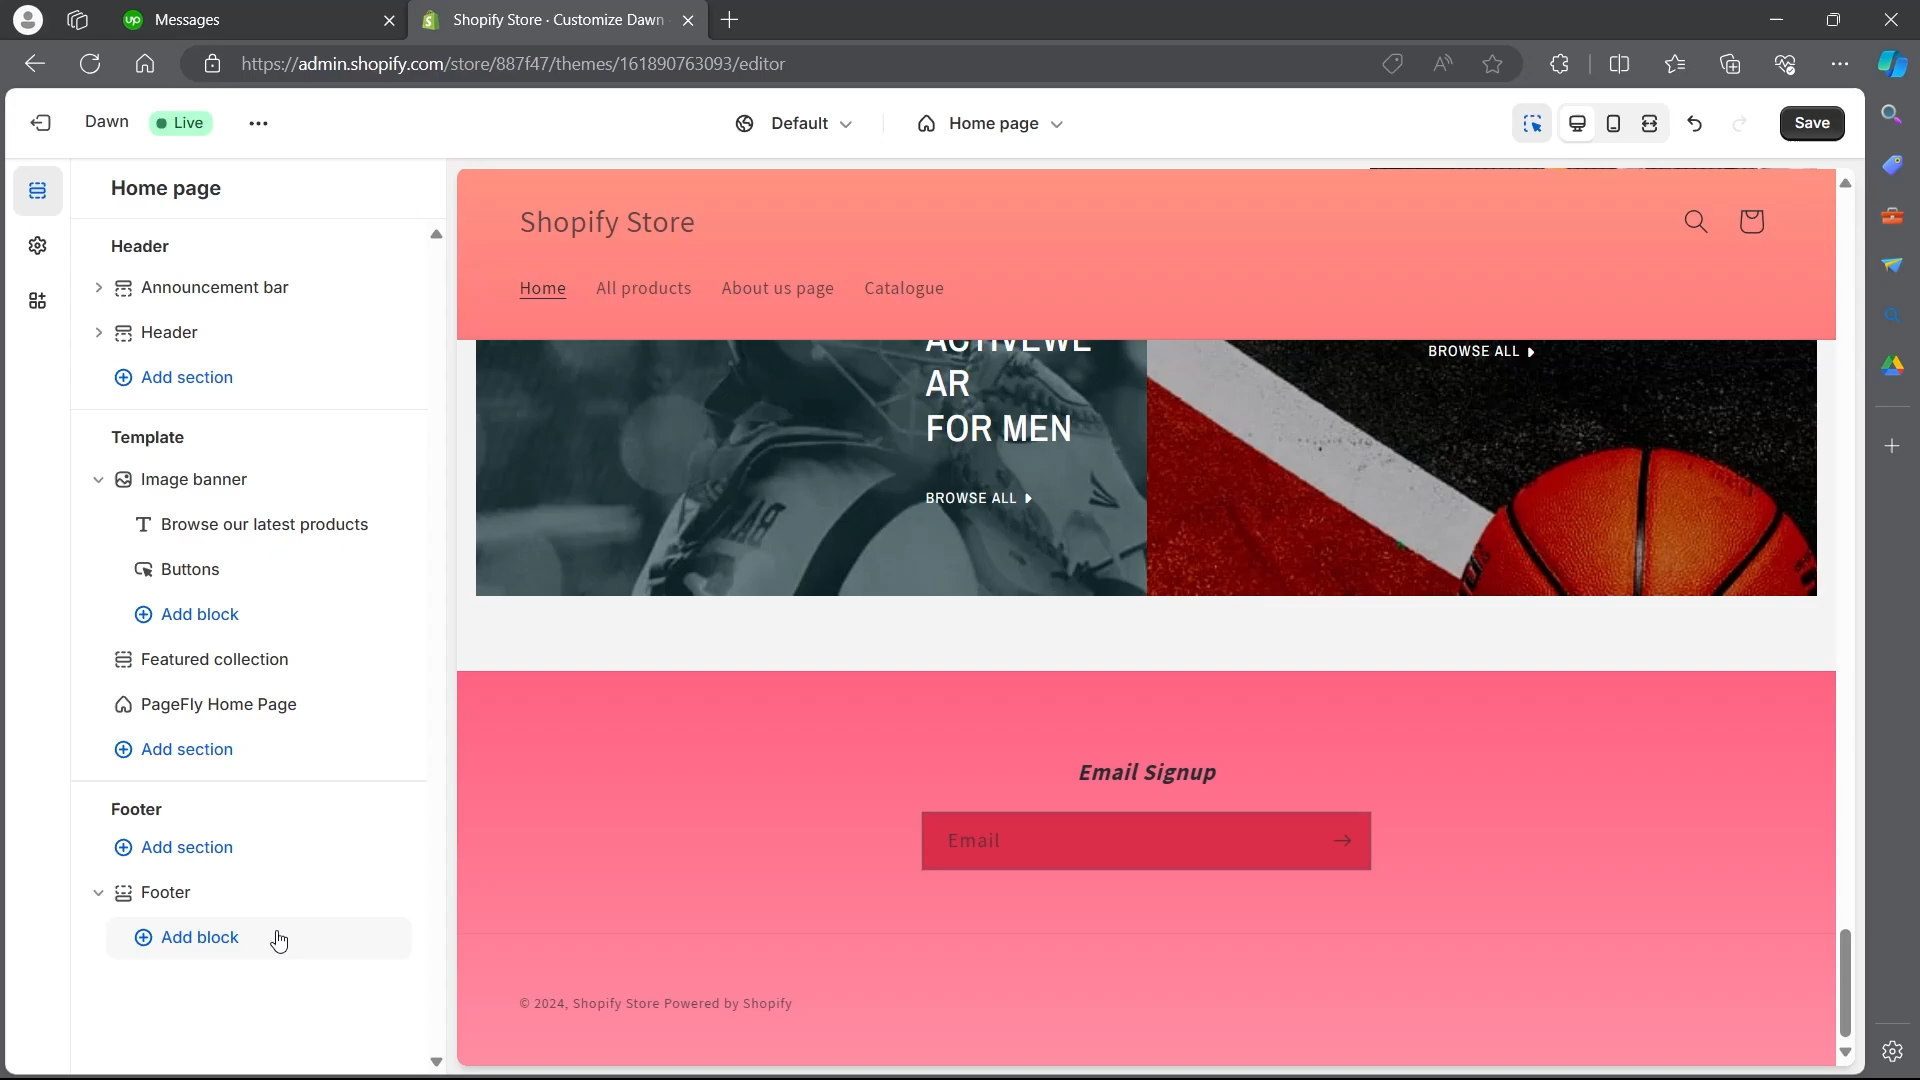 Messages
Shopify Store · Customize Dawn
https://admin.shopify.com/store/887f47/themes/161890763093/editor
Dawn
Live
Default
Home page
Save
Home page
Header
Announcement bar
Header
Add section
Template
Image banner
Browse our latest products
Buttons
Add block
Featured collection
PageFly Home Page
Add section
Footer
Add section
Footer
Add block
Shopify Store
Home
All products
About us page
Catalogue
ACTIVEWE
AR
FOR MEN
BROWSE ALL
BROWSE ALL
Email Signup
Email
© 2024, Shopify Store Powered by Shopify